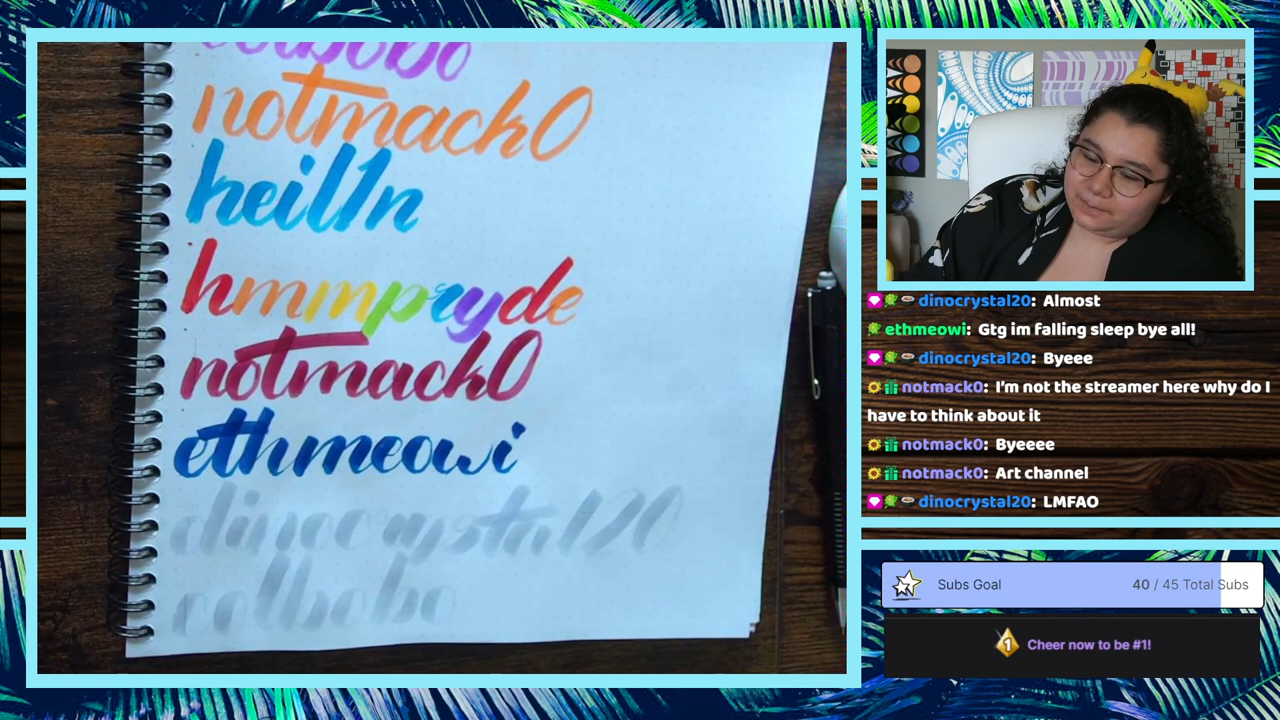 notmack0
heil1n
hmmpryde
notmack0
ethmeowi
dinocrystal20
dinocrystal20: Almost
ethmeowi: Gtg im falling sleep bye all!
dinocrystal20: Byeee
notmack0: I'm not the streamer here why do I
have to think about it
notmack0: Byeeee
notmack0: Art channel
dinocrystal20: LMFAO
Subs Goal 40 / 45 Total Subs
1 Cheer now to be #1!